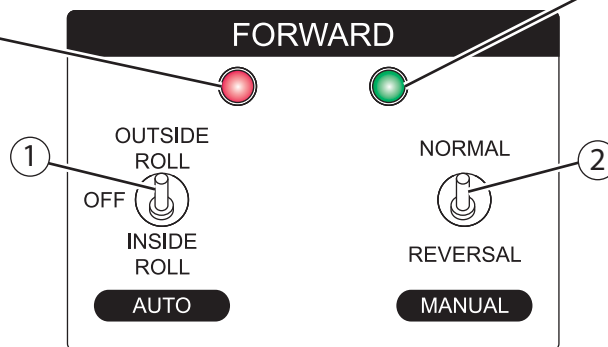 FORWARD
OUTSIDE
ROLL
1
OFF
INSIDE
ROLL
AUTO
NORMAL
2
REVERSAL
MANUAL